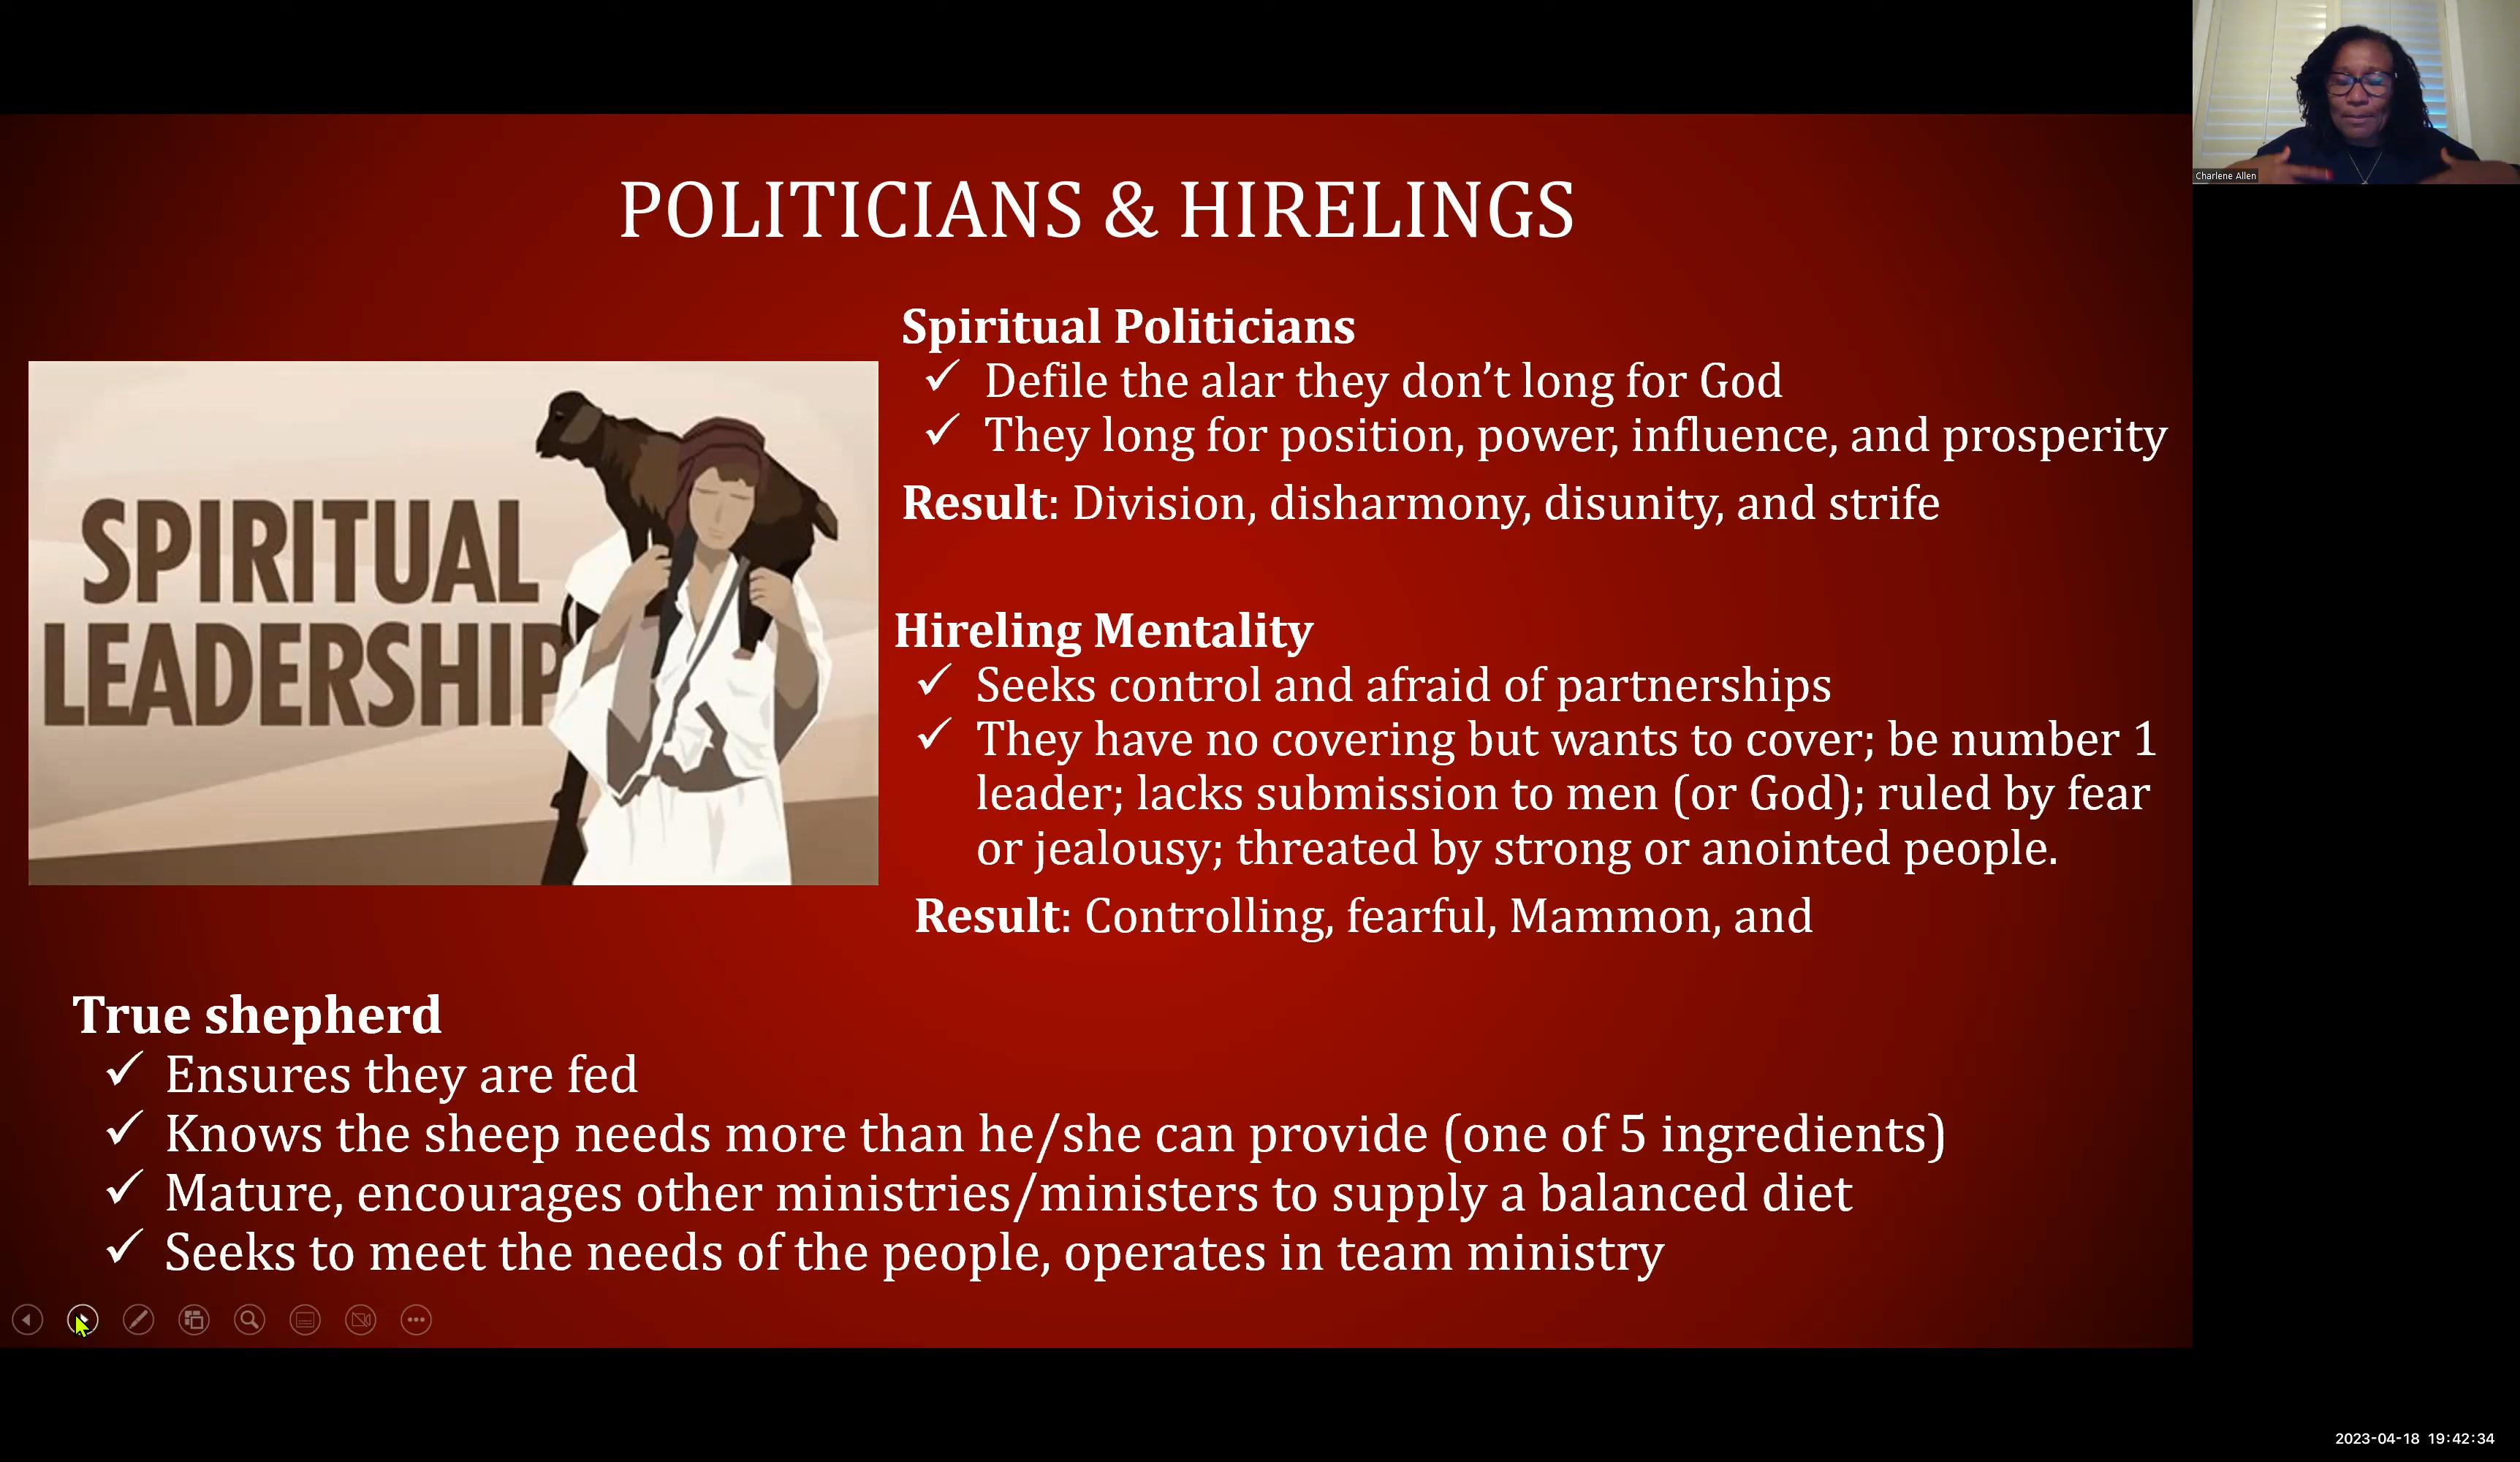 Charlene Allen
POLITICIANS & HIRELINGS
SPIRITUAL
LEADERSHIP
Spiritual Politicians
✓ Defile the alar they don’t long for God
✓ They long for position, power, influence, and prosperity
Result: Division, disharmony, disunity, and strife
Hireling Mentality
✓ Seeks control and afraid of partnerships
✓ They have no covering but wants to cover; be number 1
leader; lacks submission to men (or God); ruled by fear
or jealousy; threated by strong or anointed people.
Result: Controlling, fearful, Mammon, and
True shepherd
✓ Ensures they are fed
✓ Knows the sheep needs more than he/she can provide (one of 5 ingredients)
✓ Mature, encourages other ministries/ministers to supply a balanced diet
✓ Seeks to meet the needs of the people, operates in team ministry
2023-04-18 19:42:34